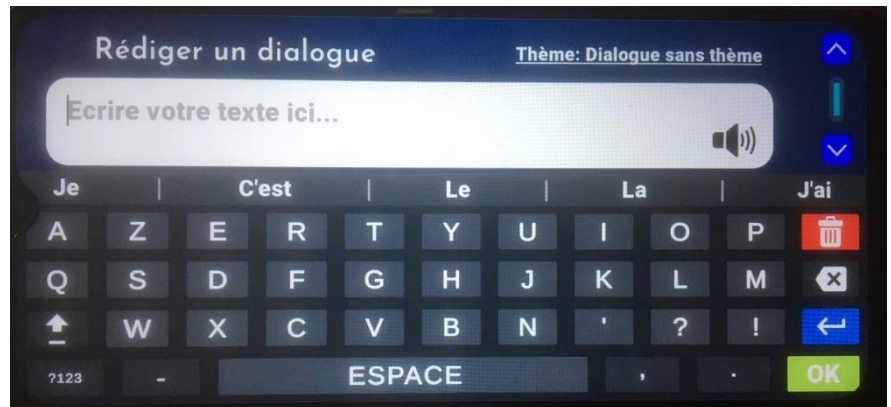 Rédiger un dialogue
Thème: Dialogue sans thème
Ecrire votre texte ici...
Je | C'est | Le | La | J'ai
A Z E R T Y U I O P
Q S D F G H J K L M
W X C V B N ' ? !
?123 - ESPACE , . OK